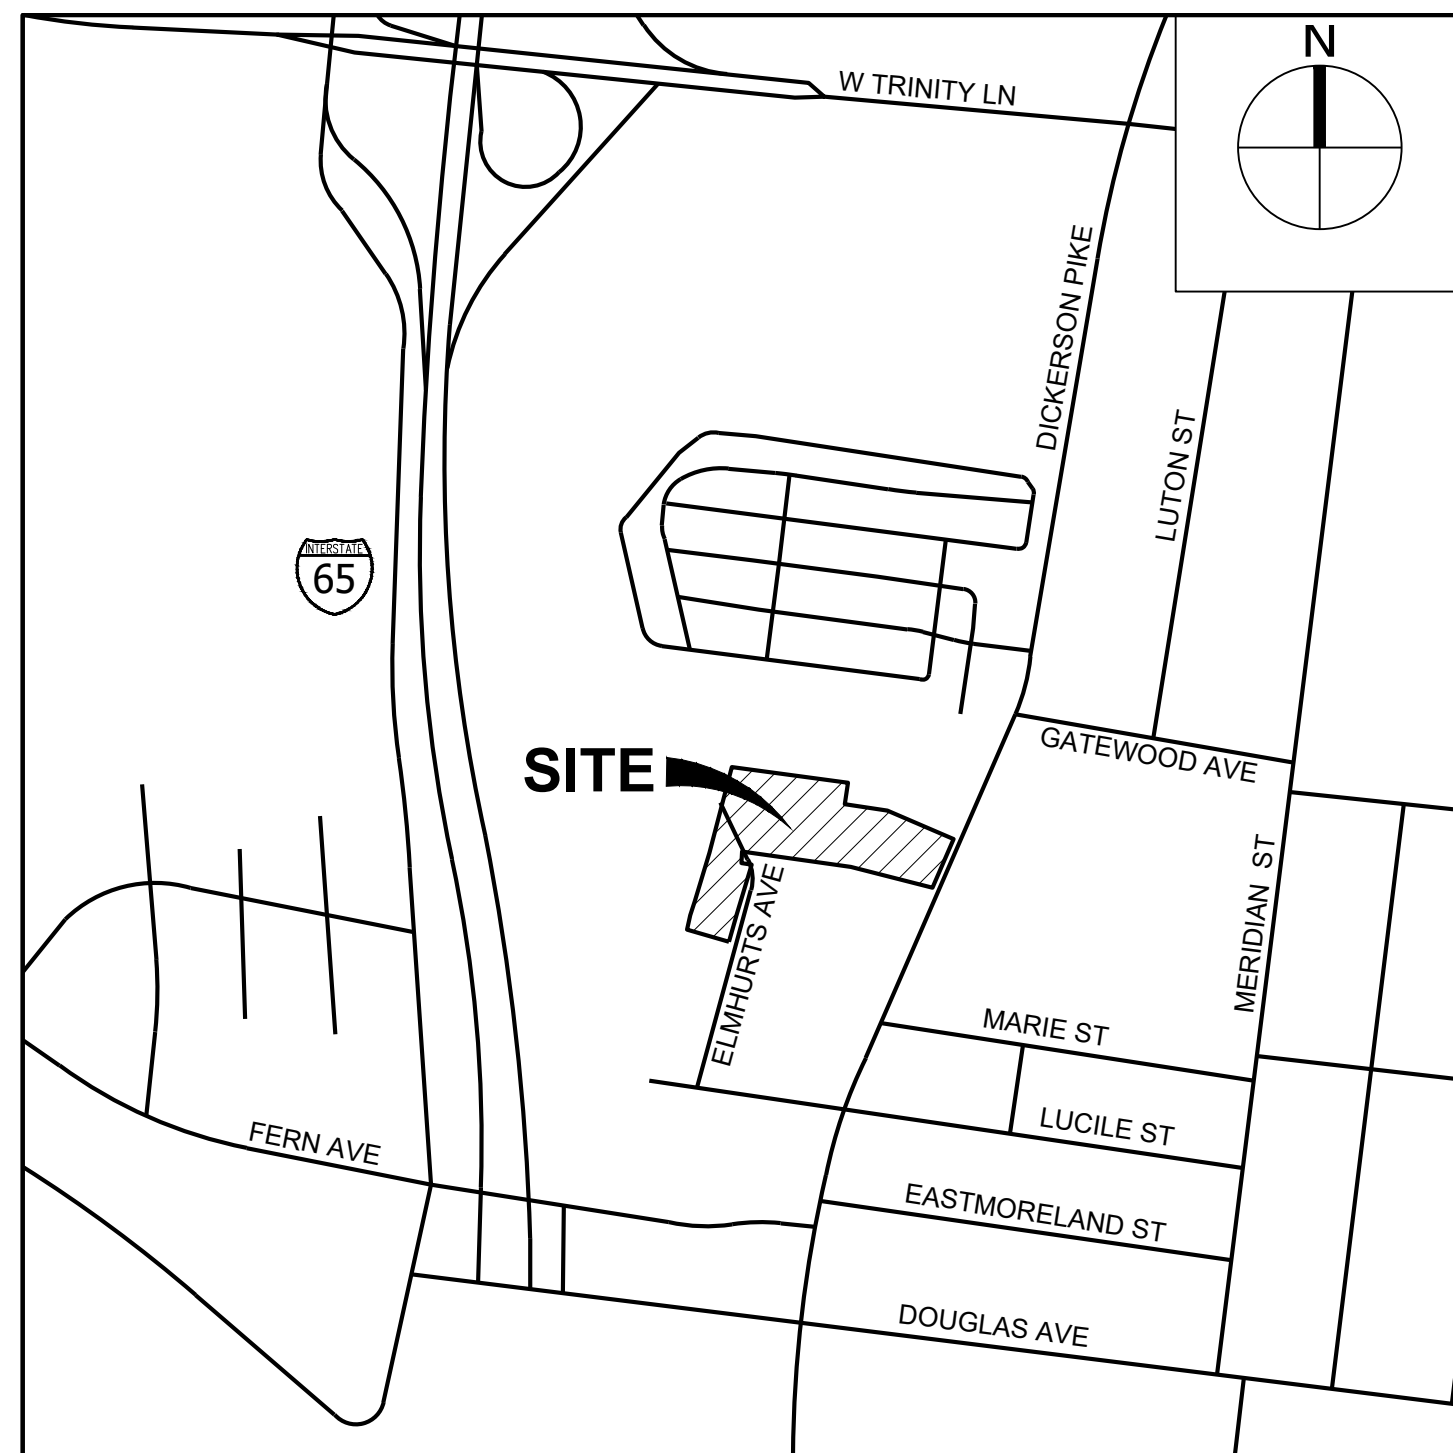 N
W TRINITY LN
DICKERSON PIKE
LUTON ST
INTERSTATE
65
SITE
GATEWOOD AVE
ELMHURTS AVE
MERIDIAN ST
MARIE ST
LUCILE ST
FERN AVE
EASTMORELAND ST
DOUGLAS AVE